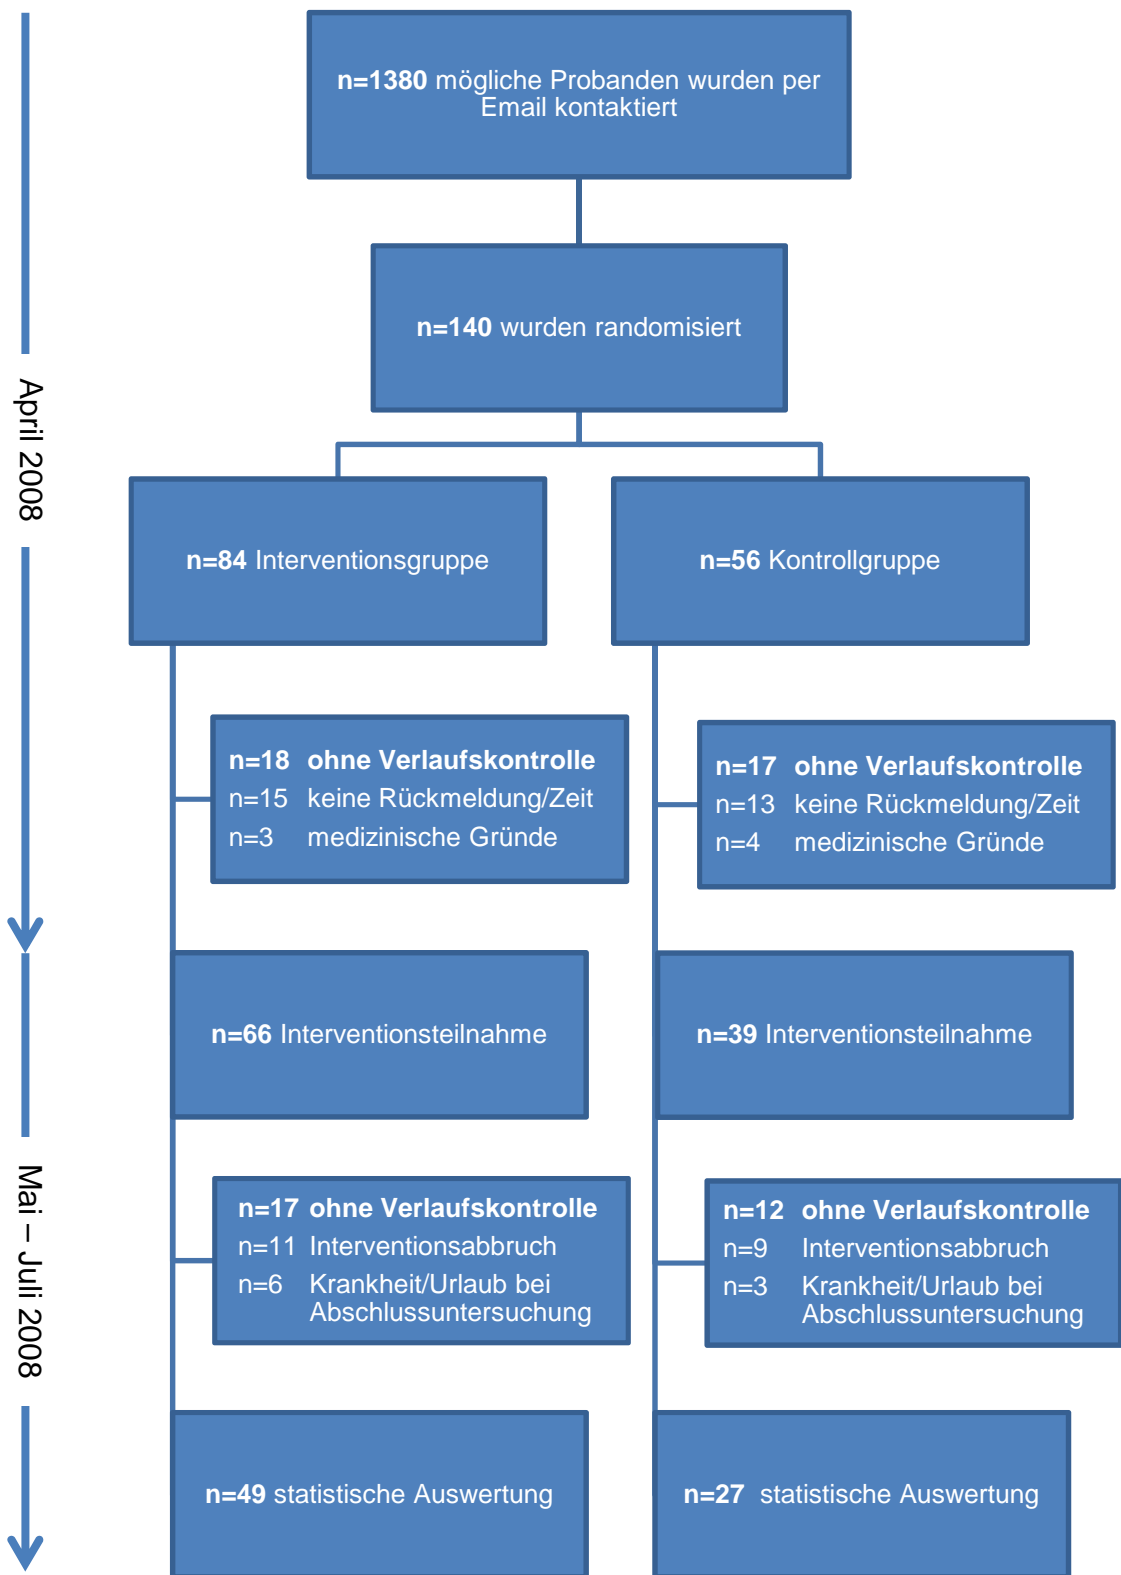 n=1380 mögliche Probanden wurden per
Email kontaktiert
n=140 wurden randomisiert
April 2008
n=84 Interventionsgruppe
n=56 Kontrollgruppe
n=18 ohne Verlaufskontrolle
n=15 keine Rückmeldung/Zeit
n=3 medizinische Gründe
n=17 ohne Verlaufskontrolle
n=13 keine Rückmeldung/Zeit
n=4 medizinische Gründe
n=66 Interventionsteilnahme
n=39 Interventionsteilnahme
Mai – Juli 2008
n=17 ohne Verlaufskontrolle
n=11 Interventionsabbruch
n=6 Krankheit/Urlaub bei
Abschlussuntersuchung
n=12 ohne Verlaufskontrolle
n=9 Interventionsabbruch
n=3 Krankheit/Urlaub bei
Abschlussuntersuchung
n=49 statistische Auswertung
n=27 statistische Auswertung